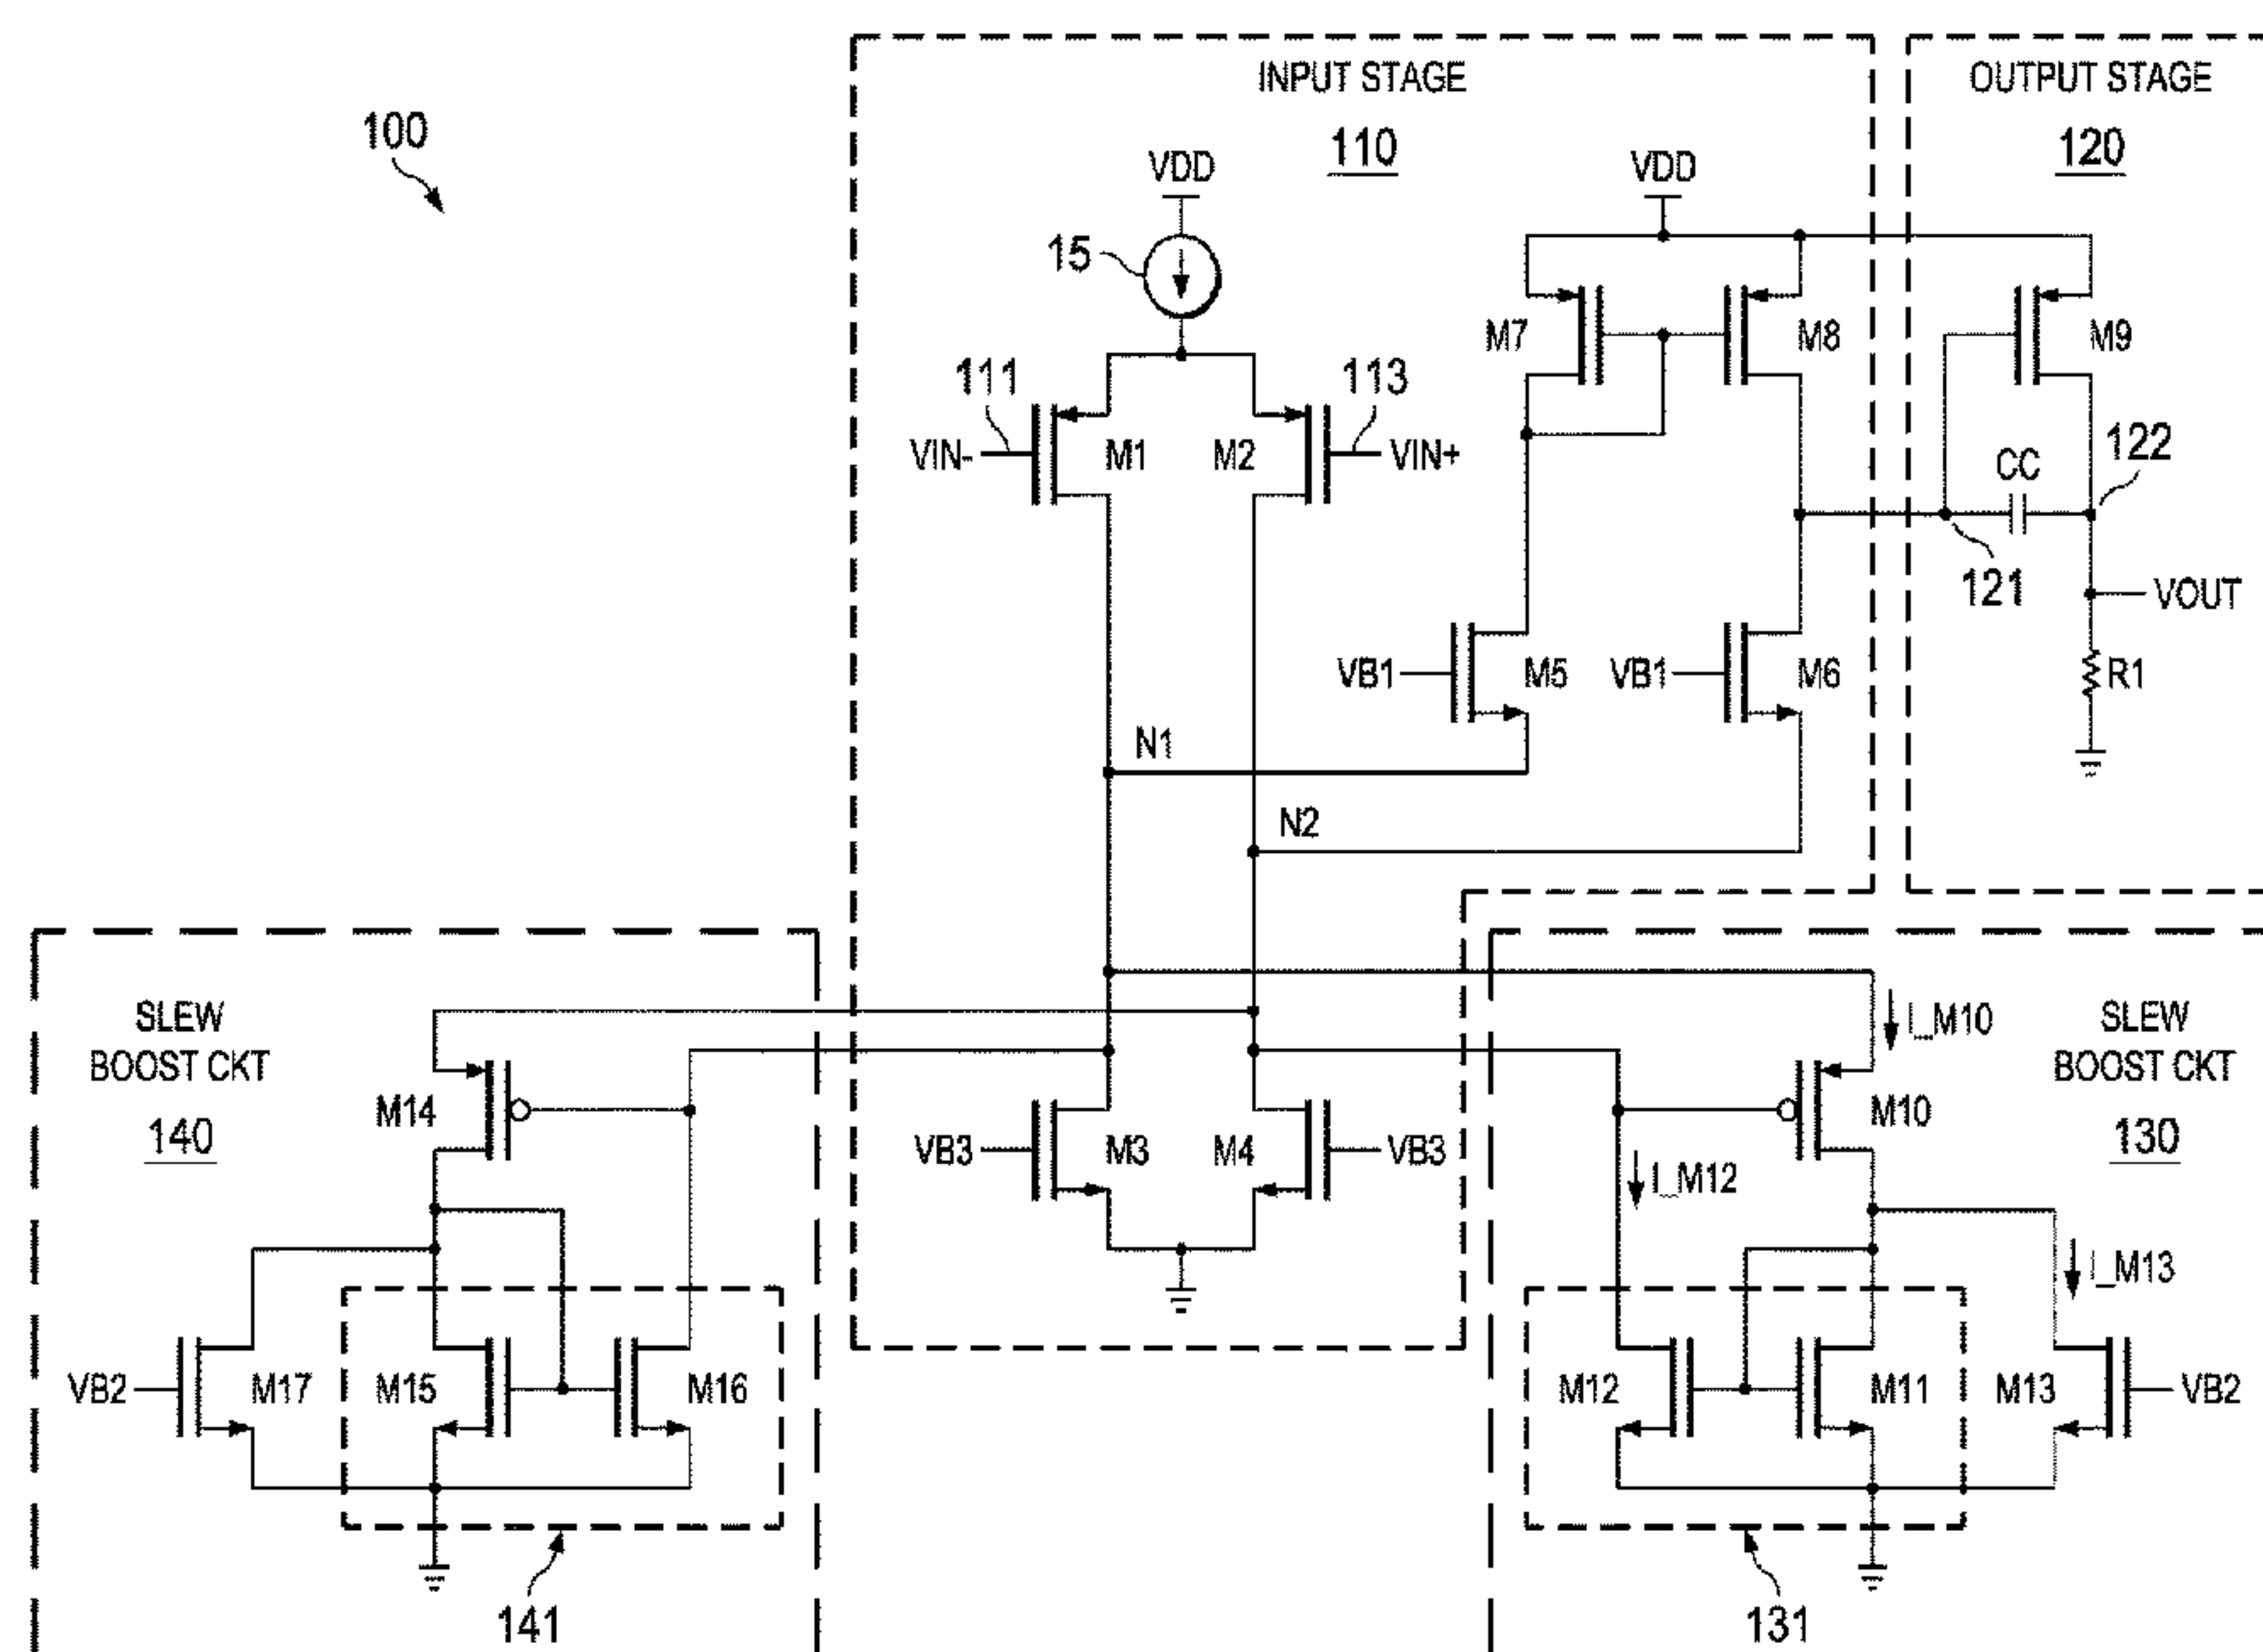 INPUT STAGE
110
OUTPUT STAGE
120
100
VDD
VDD
15
M7
M8
M9
111
113
VIN-
M1
M2
VIN+
CC
122
121
VOUT
VB1
M5
VB1
M6
R1
N1
N2
SLEW
BOOST CKT
140
M14
VB3
M3
M4
VB3
I_M10
SLEW
BOOST CKT
130
M10
I_M12
I_M13
VB2
M17
M15
M16
M12
M11
M13
VB2
141
131